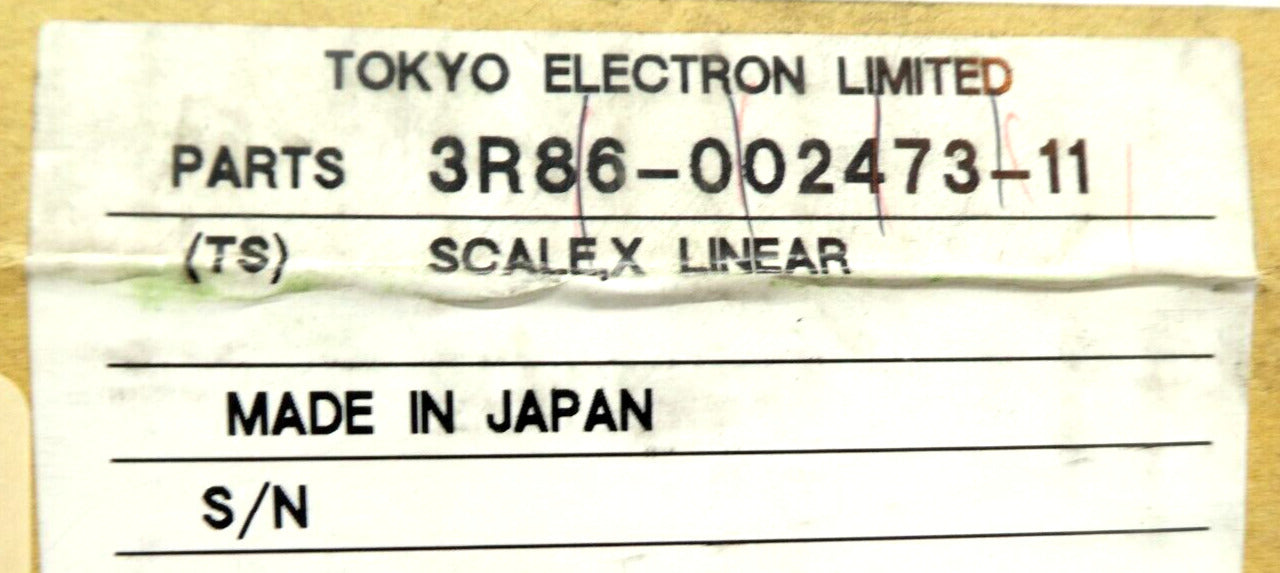 TOKYO ELECTRON LIMITED
PARTS 3R86-002473-11
(TS) SCALE,X LINEAR
MADE IN JAPAN
S/N